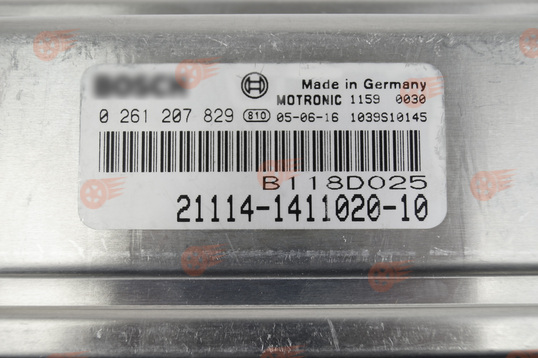 BOSCH
Made in Germany
MOTRONIC 1159 0030
0 261 207 829 810 05-06-16 1039S10145
B118D025
21114-1411020-10